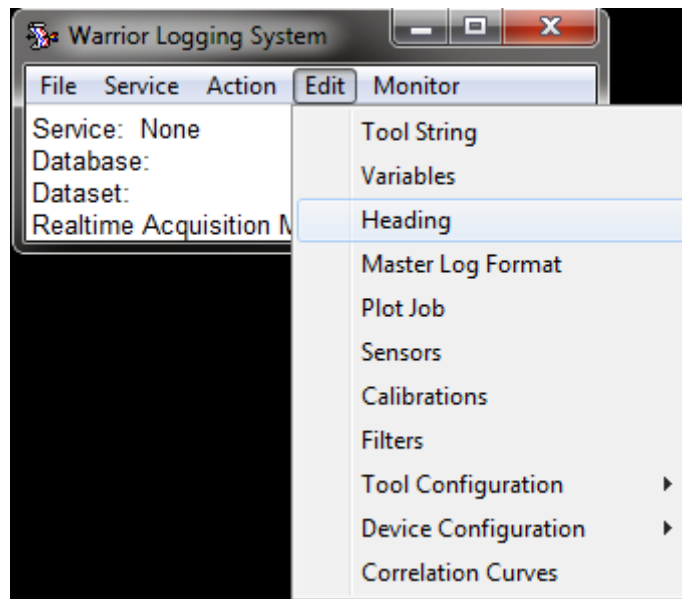 Warrior Logging System
File Service Action Edit Monitor
Service: None
Database:
Dataset:
Realtime Acquisition
Tool String
Variables
Heading
Master Log Format
Plot Job
Sensors
Calibrations
Filters
Tool Configuration
Device Configuration
Correlation Curves